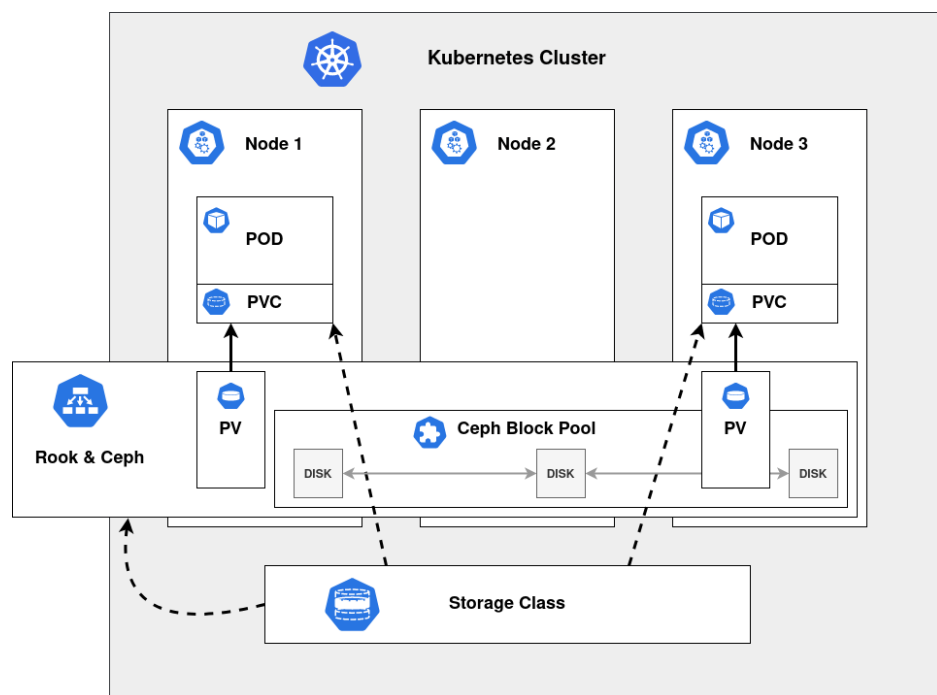 Kubernetes Cluster
Node 1
Node 2
Node 3
POD
POD
PVC
PVC
PV
PV
Ceph Block Pool
Rook & Ceph
DISK
DISK
DISK
Storage Class